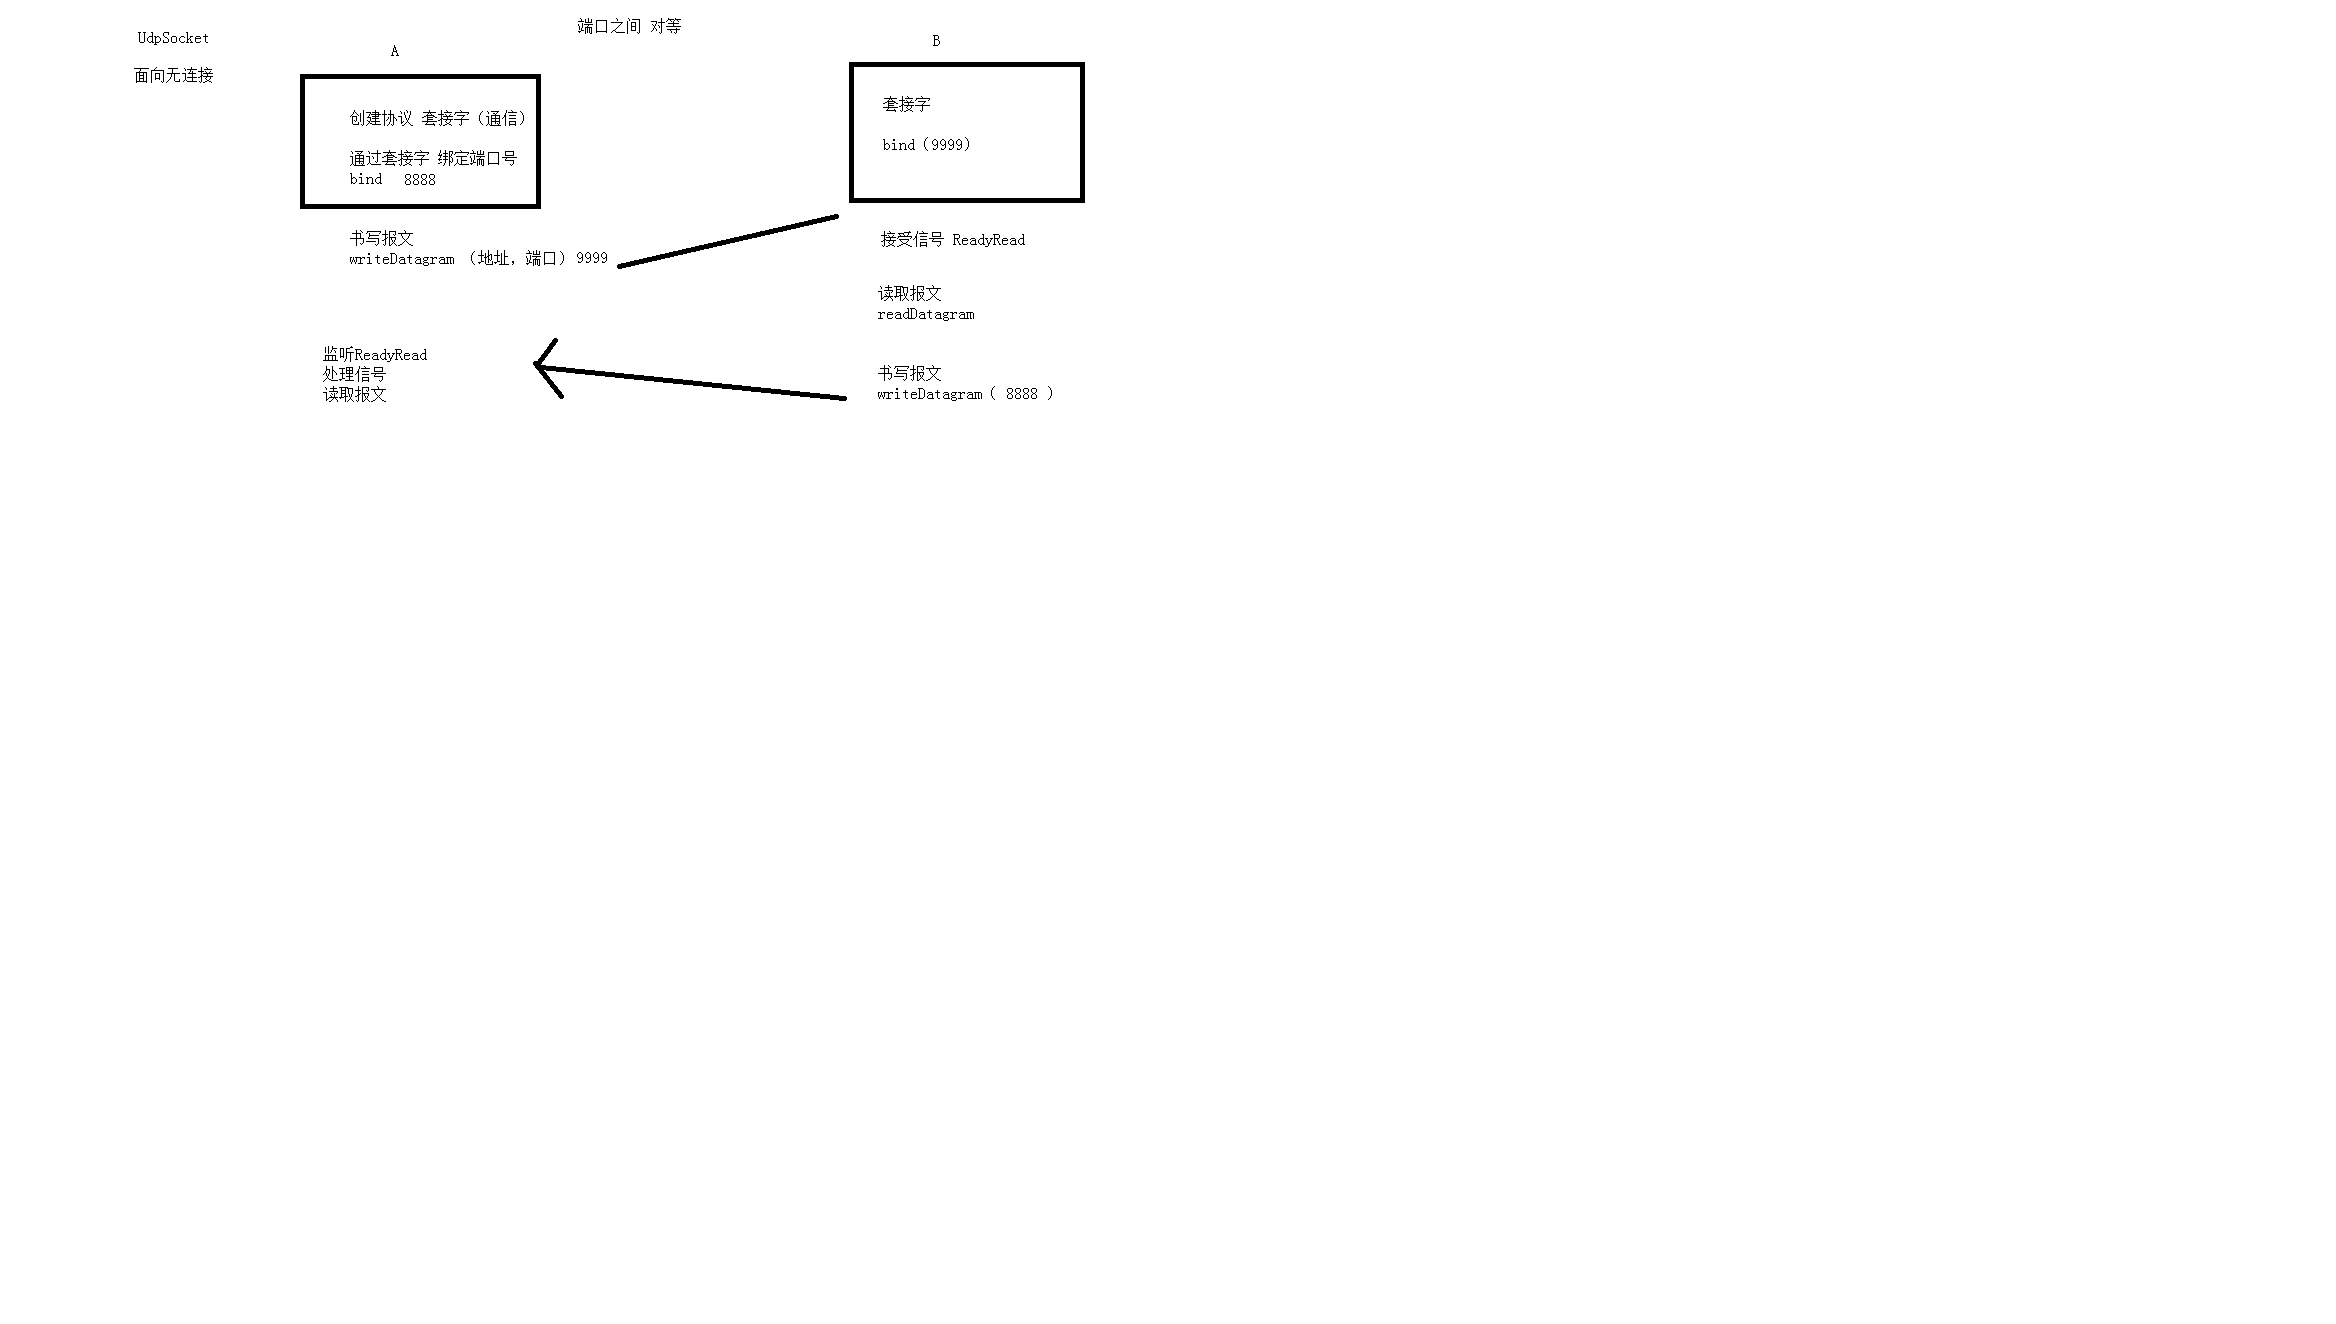 端口之间 对等
UdpSocket
面向无连接
A
创建协议 套接字（通信）
通过套接字 绑定端口号
bind 8888
书写报文
writeDatagram （地址，端口）9999
监听ReadyRead
处理信号
读取报文
B
套接字
bind（9999）
接受信号 ReadyRead
读取报文
readDatagram
书写报文
writeDatagram（ 8888 ）